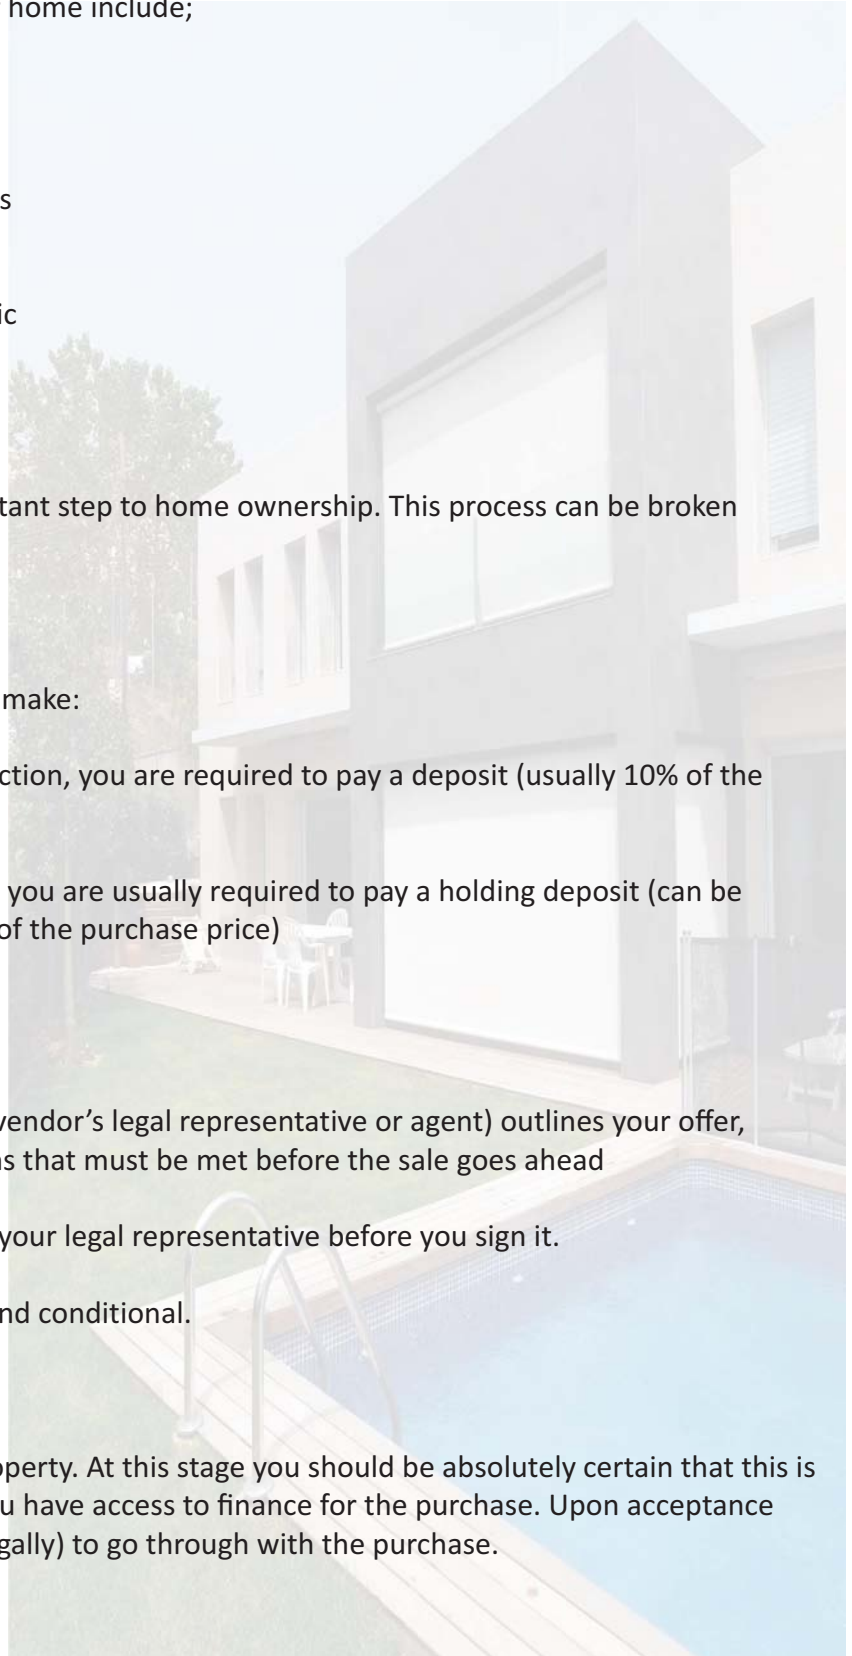 home include;
s
ic
tant step to home ownership. This process can be broken
make:
ction, you are required to pay a deposit (usually 10% of the
you are usually required to pay a holding deposit (can be
of the purchase price)
vendor’s legal representative or agent) outlines your offer,
ns that must be met before the sale goes ahead
your legal representative before you sign it.
nd conditional.
operty. At this stage you should be absolutely certain that this is
u have access to finance for the purchase. Upon acceptance
gally) to go through with the purchase.